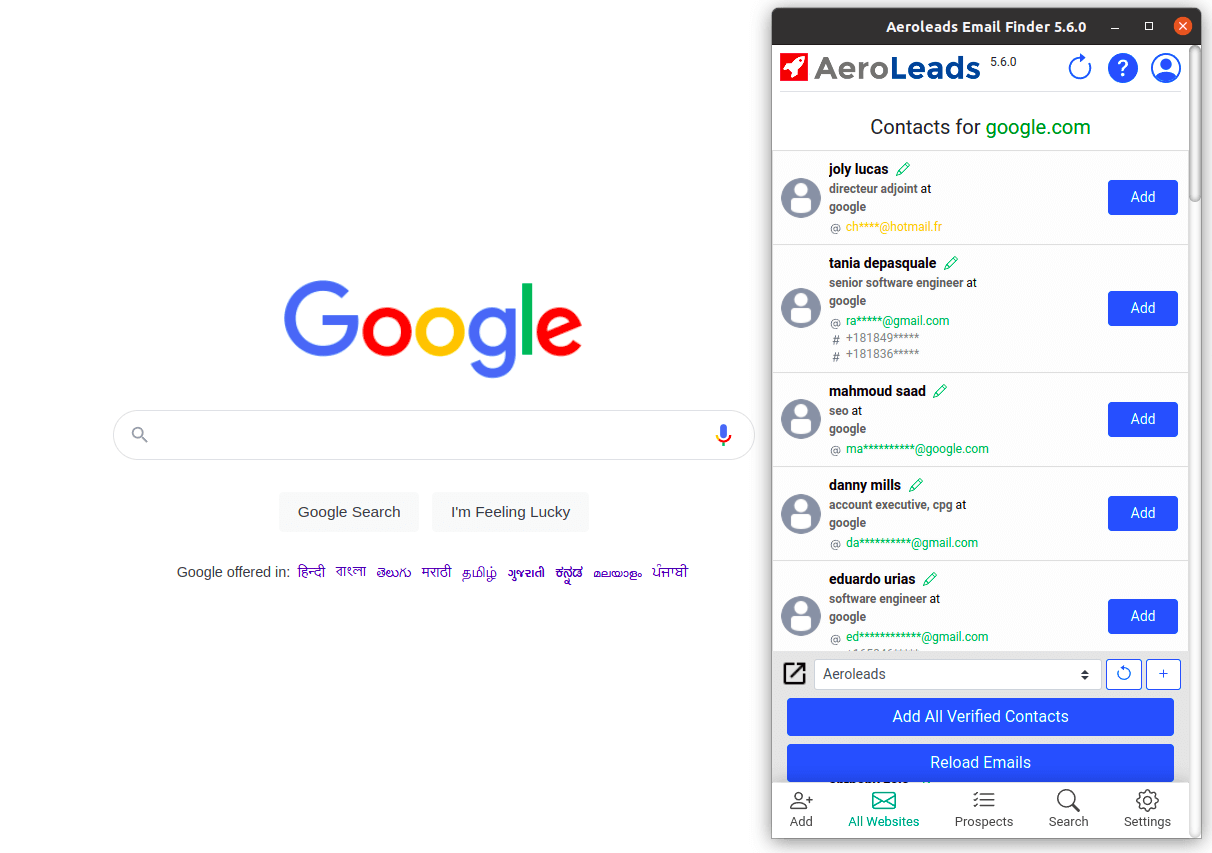 Google
Google Search
I'm Feeling Lucky
Google offered in: हिन्दी বাংলা తెలుగు मराठी தமிழ் ગુજરાતી ಕನ್ನಡ മലയാളം ਪੰਜਾਬੀ
Aeroleads Email Finder 5.6.0
AeroLeads 5.6.0
Contacts for google.com
joly lucas
directeur adjoint at
google
@ ch****@hotmail.fr
Add
tania depasquale
senior software engineer at
google
@ ra*****@gmail.com
# +181849*****
# +181836*****
Add
mahmoud saad
seo at
google
@ ma**********@google.com
Add
danny mills
account executive, cpg at
google
@ da**********@gmail.com
Add
eduardo urias
software engineer at
google
@ ed************@gmail.com
Add
Aeroleads
+
Add All Verified Contacts
Reload Emails
Add
All Websites
Prospects
Search
Settings